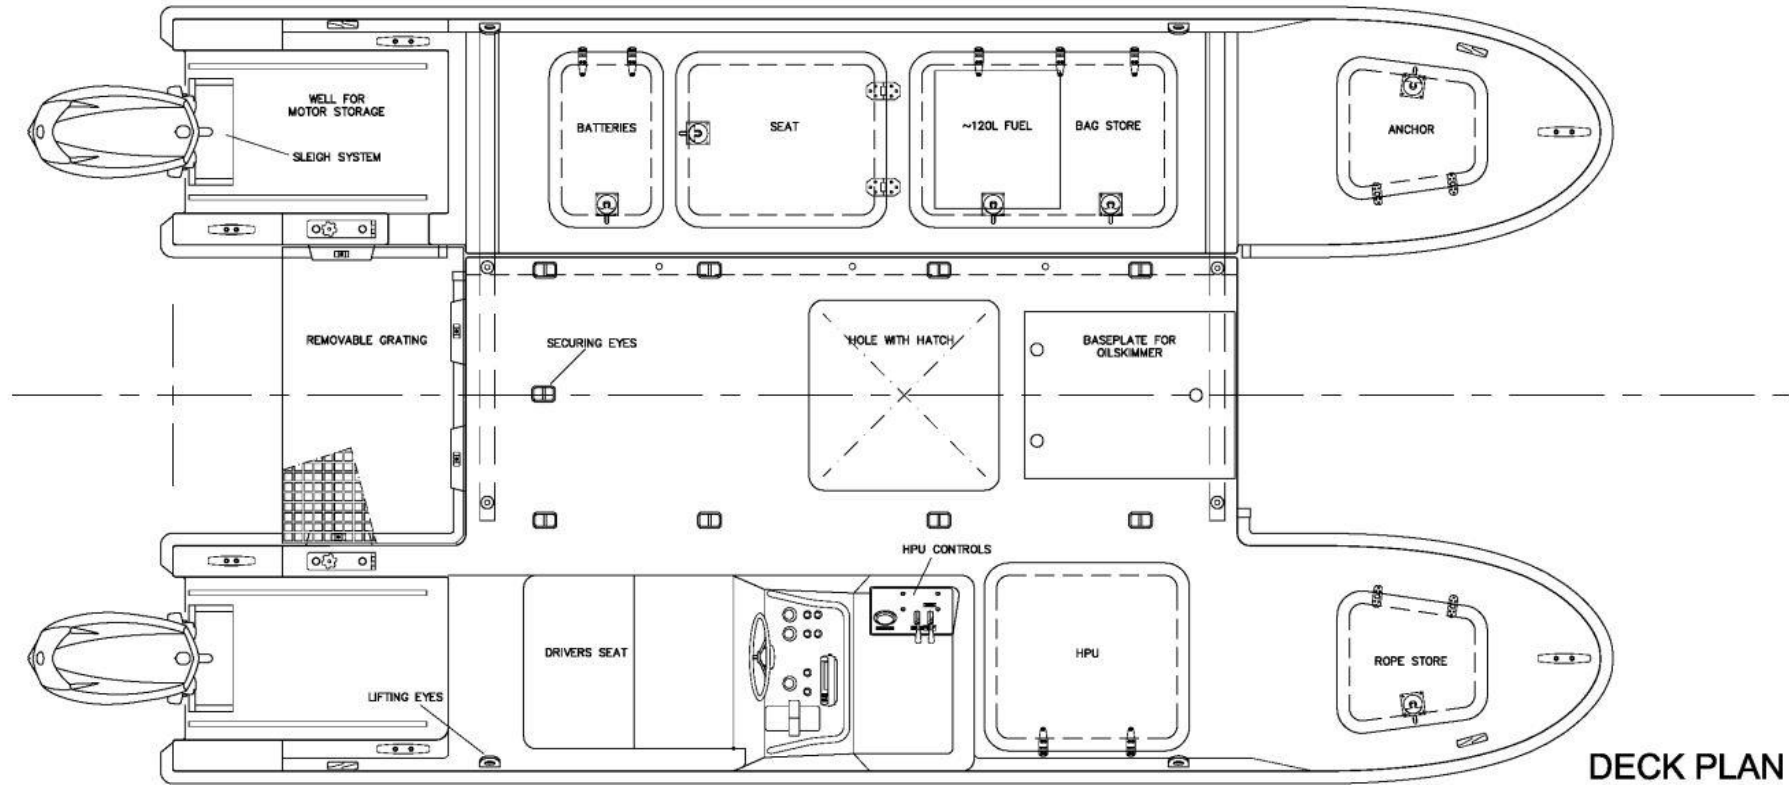 WELL FOR
MOTOR STORAGE
SLEIGH SYSTEM
BATTERIES
SEAT
~120L FUEL
BAG STORE
ANCHOR
REMOVABLE GRATING
SECURING EYES
HOLE WITH HATCH
BASEPLATE FOR
OILSKIMMER
HPU CONTROLS
DRIVERS SEAT
HPU
ROPE STORE
LIFTING EYES
DECK PLAN